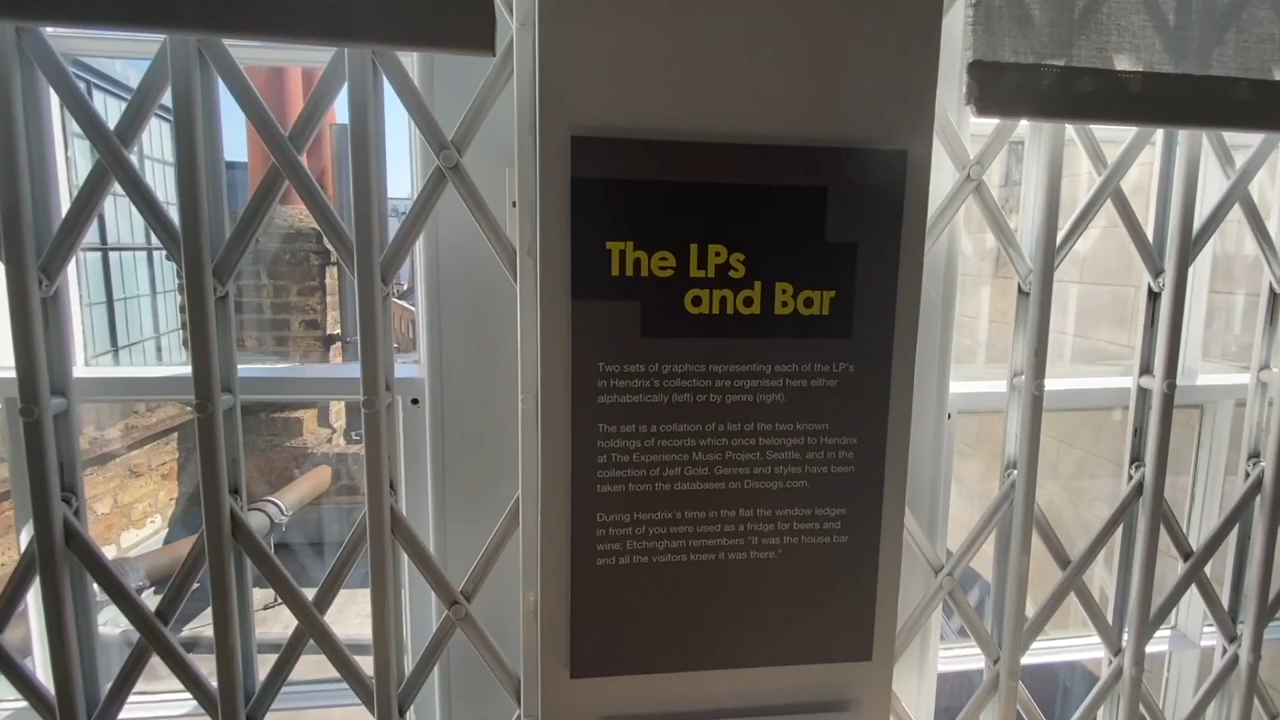 The LPs
and Bar
Two sets of graphics representing each of the LP's
in Hendrix's collection are organised here either
alphabetically (left) or by genre (right).
The set is a collation of a list of the two known
holdings of records which once belonged to Hendrix
at The Experience Music Project, Seattle, and in the
collection of Jeff Gold. Genres and styles have been
taken from the databases on Discogs.com.
During Hendrix's time in the flat the window ledges
in front of you were used as a fridge for beers and
wine; Etchingham remembers "It was the house bar
and all the visitors knew it was there."